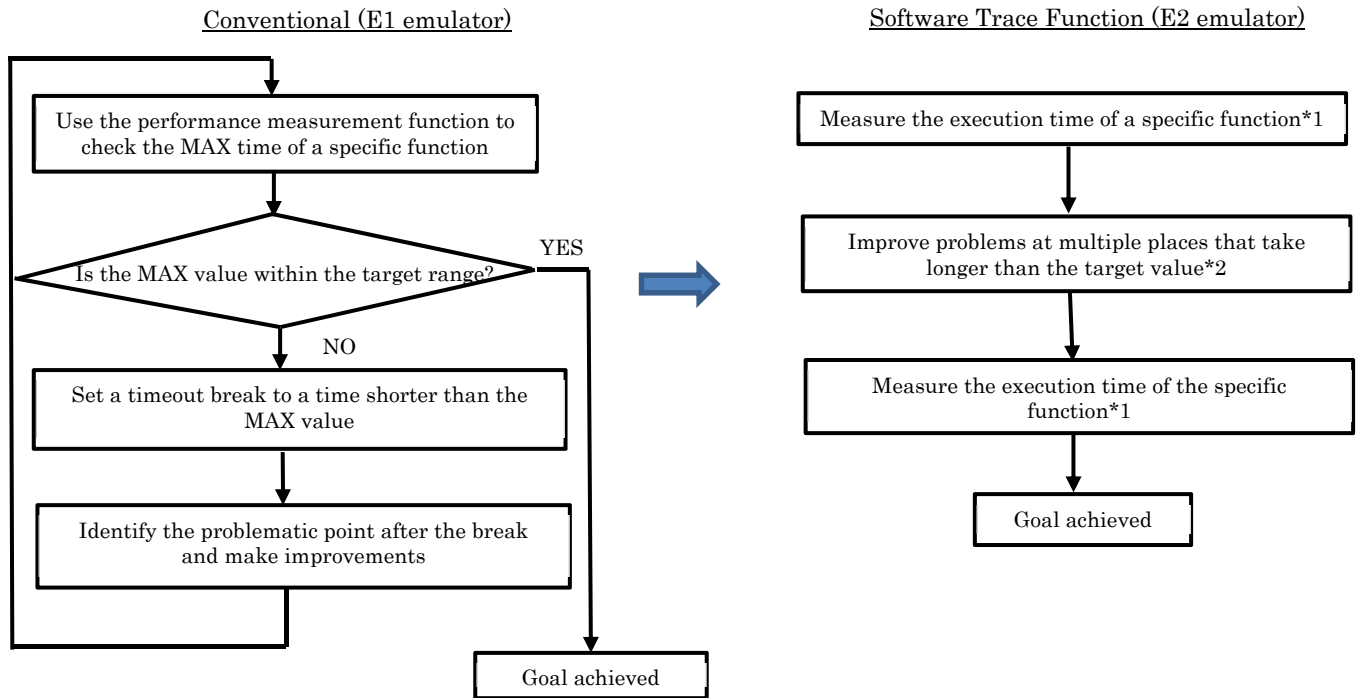 Conventional (E1 emulator)
Use the performance measurement function to
check the MAX time of a specific function
Is the MAX value within the target range?
YES
NO
Set a timeout break to a time shorter than the
MAX value
Identify the problematic point after the break
and make improvements
Goal achieved
Software Trace Function (E2 emulator)
Measure the execution time of a specific function*1
Improve problems at multiple places that take
longer than the target value*2
Measure the execution time of the specific
function*1
Goal achieved